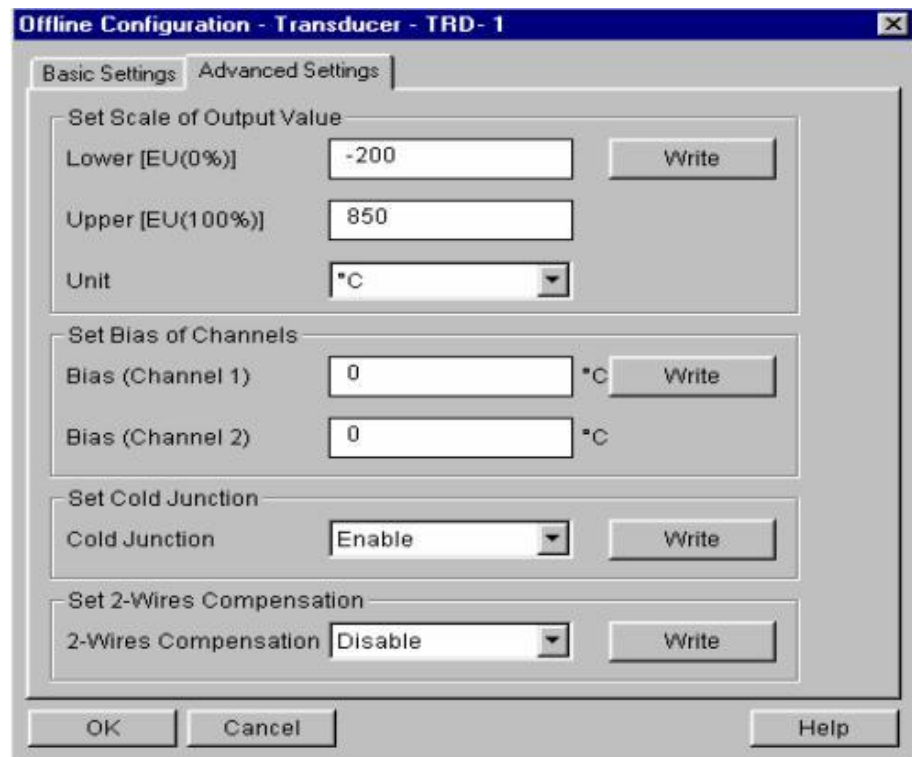 Offline Configuration - Transducer - TRD- 1
Basic Settings Advanced Settings
Set Scale of Output Value
Lower [EU(0%)] -200 Write
Upper [EU(100%)] 850
Unit °C
Set Bias of Channels
Bias (Channel 1) 0 °C Write
Bias (Channel 2) 0 °C
Set Cold Junction
Cold Junction Enable Write
Set 2-Wires Compensation
2-Wires Compensation Disable Write
OK Cancel Help